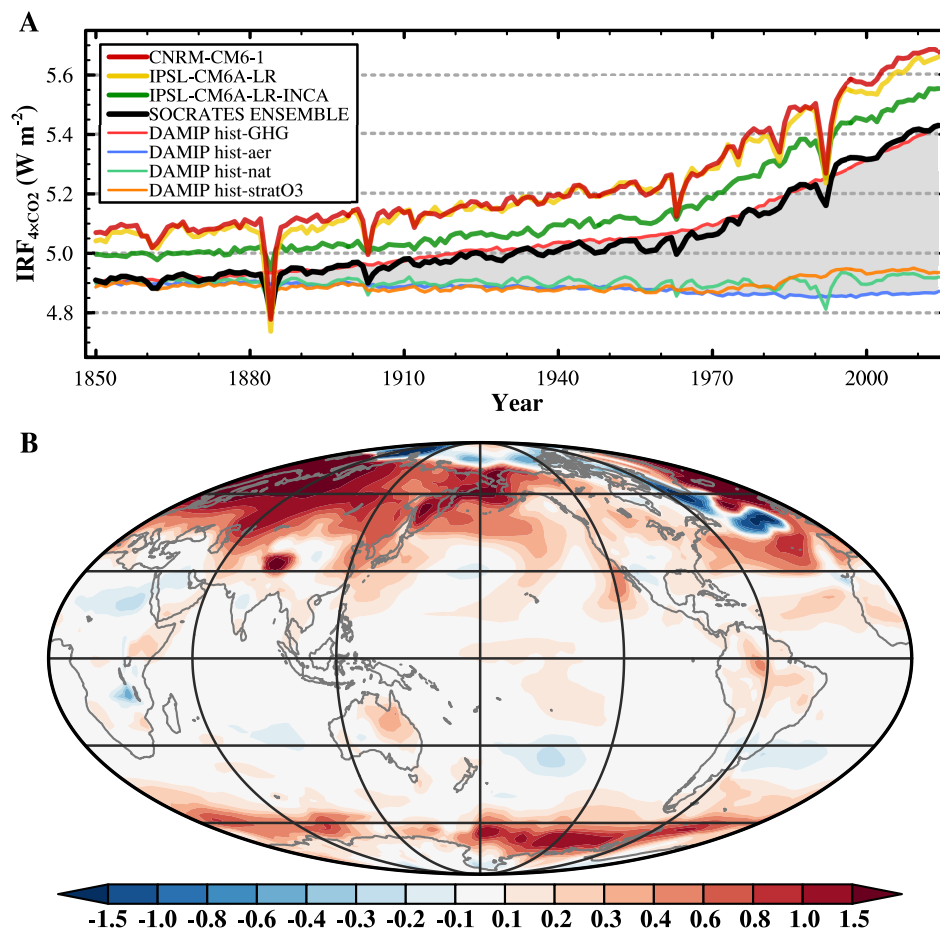 A
IRF4×CO2 (W m-2)
5.6
5.4
5.2
5.0
4.8
CNRM-CM6-1
IPSL-CM6A-LR
IPSL-CM6A-LR-INCA
SOCRATES ENSEMBLE
DAMIP hist-GHG
DAMIP hist-aer
DAMIP hist-nat
DAMIP hist-stratO3
1850 1880 1910 1940 1970 2000
Year
B
-1.5 -1.0 -0.8 -0.6 -0.4 -0.3 -0.2 -0.1 0.1 0.2 0.3 0.4 0.6 0.8 1.0 1.5